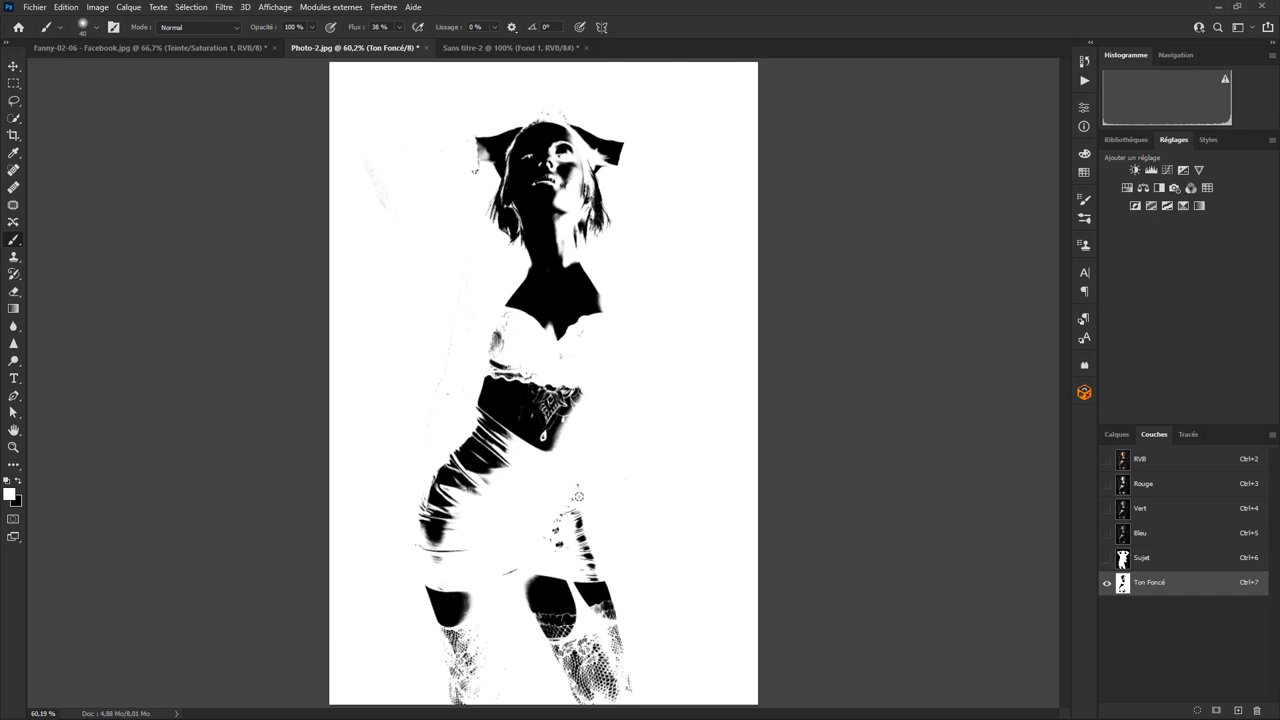 Ps Fichier Edition Image Calque Texte Sélection Filtre 3D Affichage Modules externes Fenêtre Aide
40 Mode : Normal Opacité : 100 % Flux : 38 % Lissage : 0 % 0°
Fanny-02-06 - Facebook.jpg @ 66,7% (Teinte/Saturation 1, RVB/8) * × Photo-2.jpg @ 60,2% (Ton Foncé/8) * × Sans titre-2 @ 100% (Fond 1, RVB/8#) * ×
Histogramme Navigation
Bibliothèques Réglages Styles
Ajouter un réglage
Calques Couches Tracés
RVB Ctrl+2
Rouge Ctrl+3
Vert Ctrl+4
Bleu Ctrl+5
Sujet Ctrl+6
Ton Foncé Ctrl+7
60,19 % Doc : 4,88 Mo/8,01 Mo